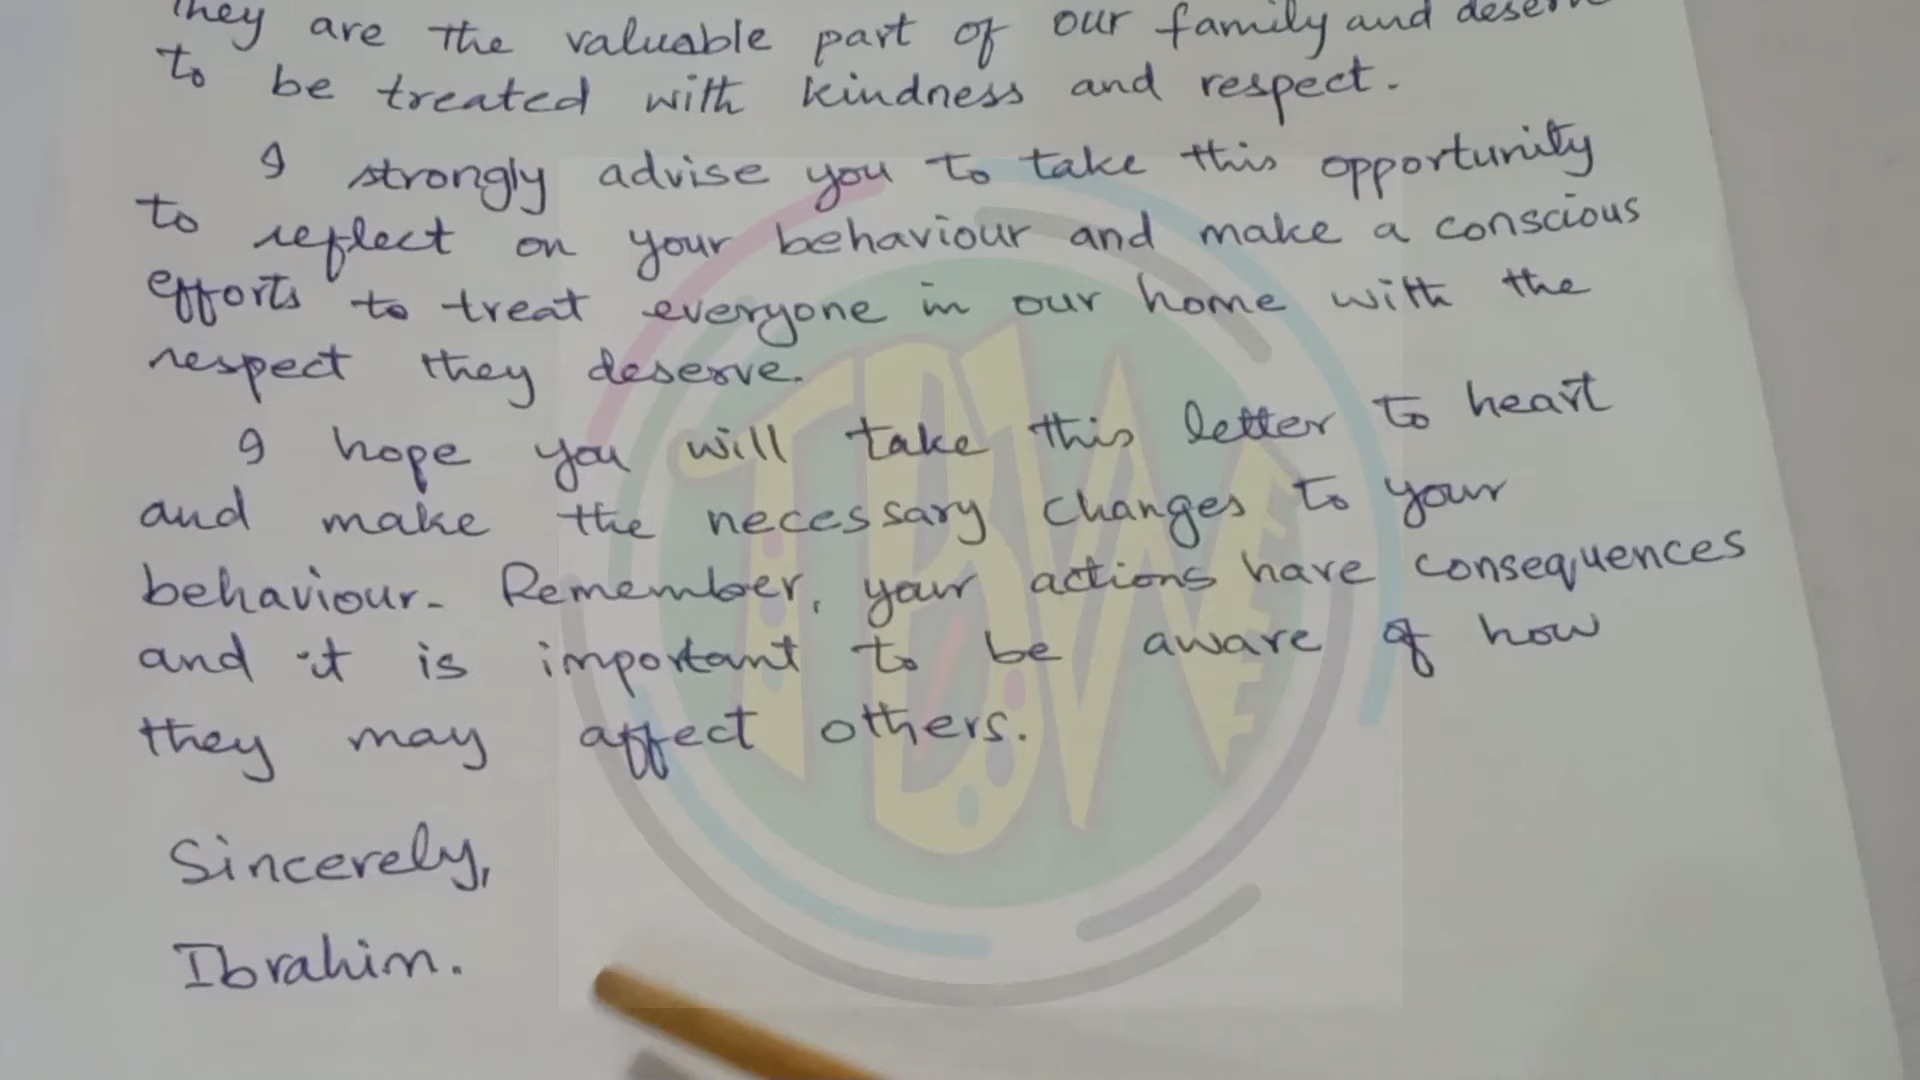 They are the valuable part of our family and deserve
to be treated with kindness and respect.
I strongly advise you to take this opportunity
to reflect on your behaviour and make a conscious
efforts to treat everyone in our home with the
respect they deserve.
I hope you will take this letter to heart
and make the necessary changes to your
behaviour. Remember, your actions have consequences
and it is important to be aware of how
they may affect others.
Sincerely,
Ibrahim.
TBW